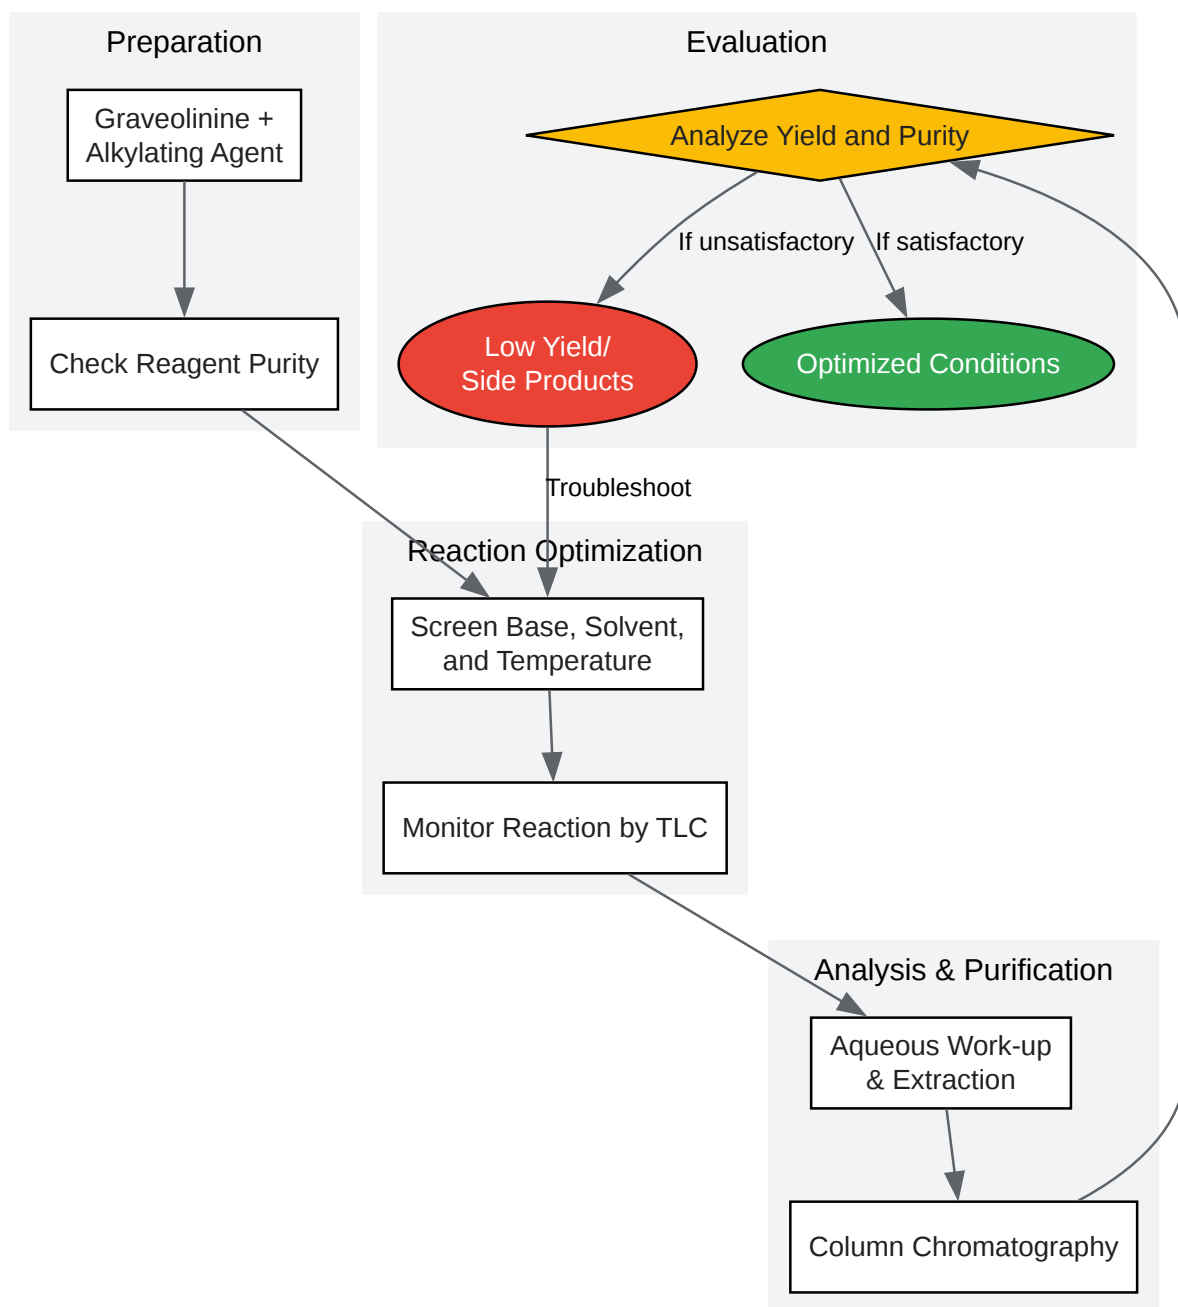 Preparation
Graveolinine +
Alkylating Agent
Check Reagent Purity
Evaluation
Analyze Yield and Purity
If unsatisfactory
If satisfactory
Low Yield/
Side Products
Optimized Conditions
Troubleshoot
Reaction Optimization
Screen Base, Solvent,
and Temperature
Monitor Reaction by TLC
Analysis & Purification
Aqueous Work-up
& Extraction
Column Chromatography